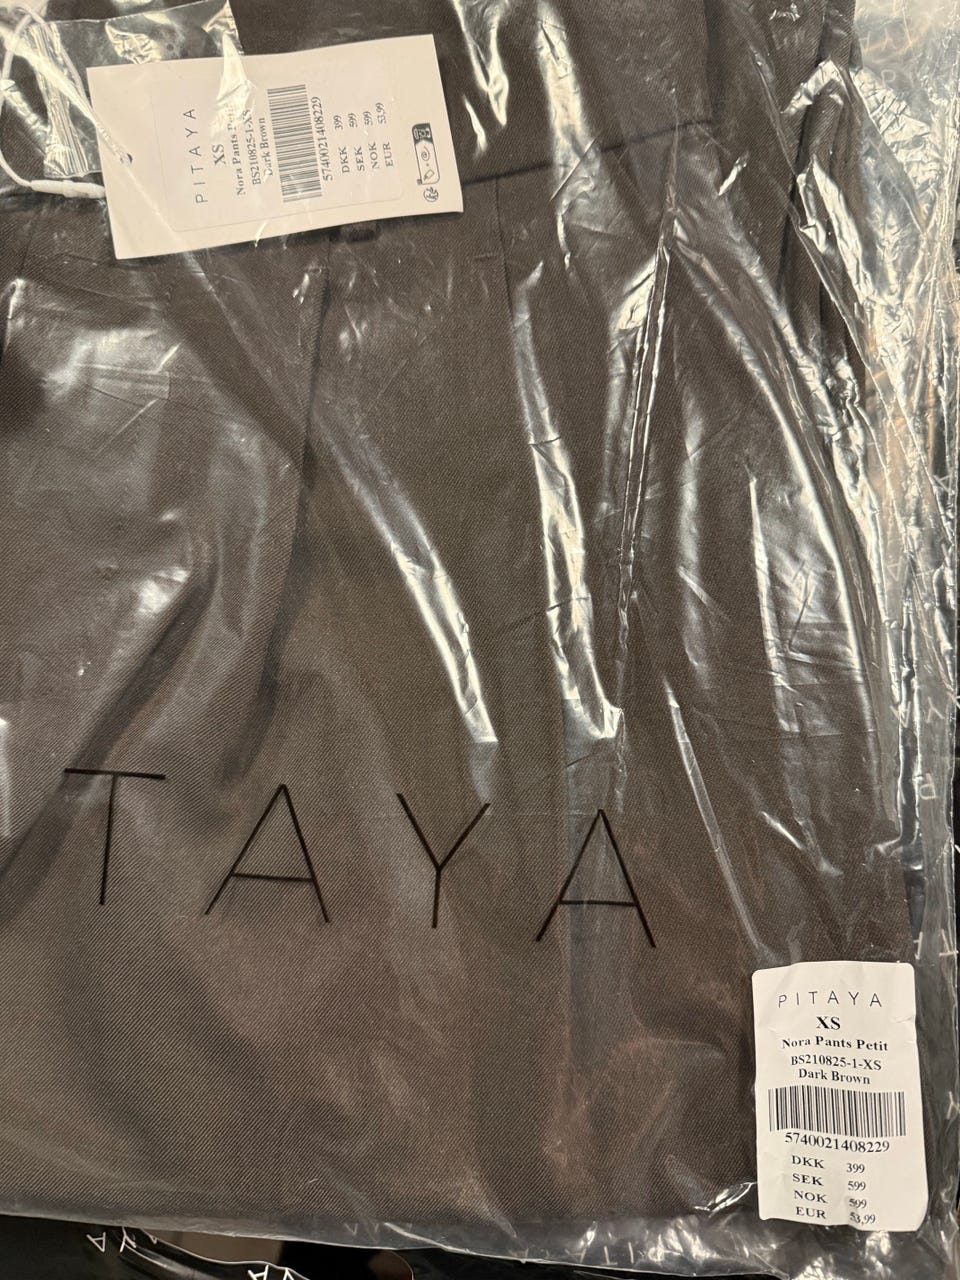 PITAYA
XS
Nora Pants Petit
BS210825-1-XS
Dark Brown
5740021408229
DKK 399
SEK 599
NOK 599
EUR 53,99
TAYA
PITAYA
XS
Nora Pants Petit
BS210825-1-XS
Dark Brown
5740021408229
DKK 399
SEK 599
NOK 599
EUR 53,99